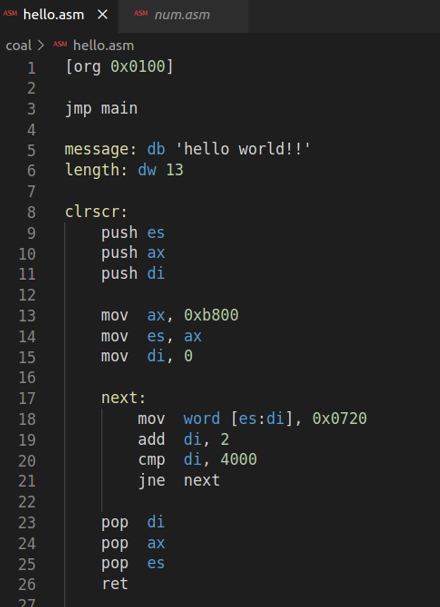 ASM hello.asm × ASM num.asm
coal > ASM hello.asm
1 [org 0x0100]
2
3 jmp main
4
5 message: db 'hello world!!'
6 length: dw 13
7
8 clrscr:
9 push es
10 push ax
11 push di
12
13 mov ax, 0xb800
14 mov es, ax
15 mov di, 0
16
17 next:
18 mov word [es:di], 0x0720
19 add di, 2
20 cmp di, 4000
21 jne next
22
23 pop di
24 pop ax
25 pop es
26 ret
27